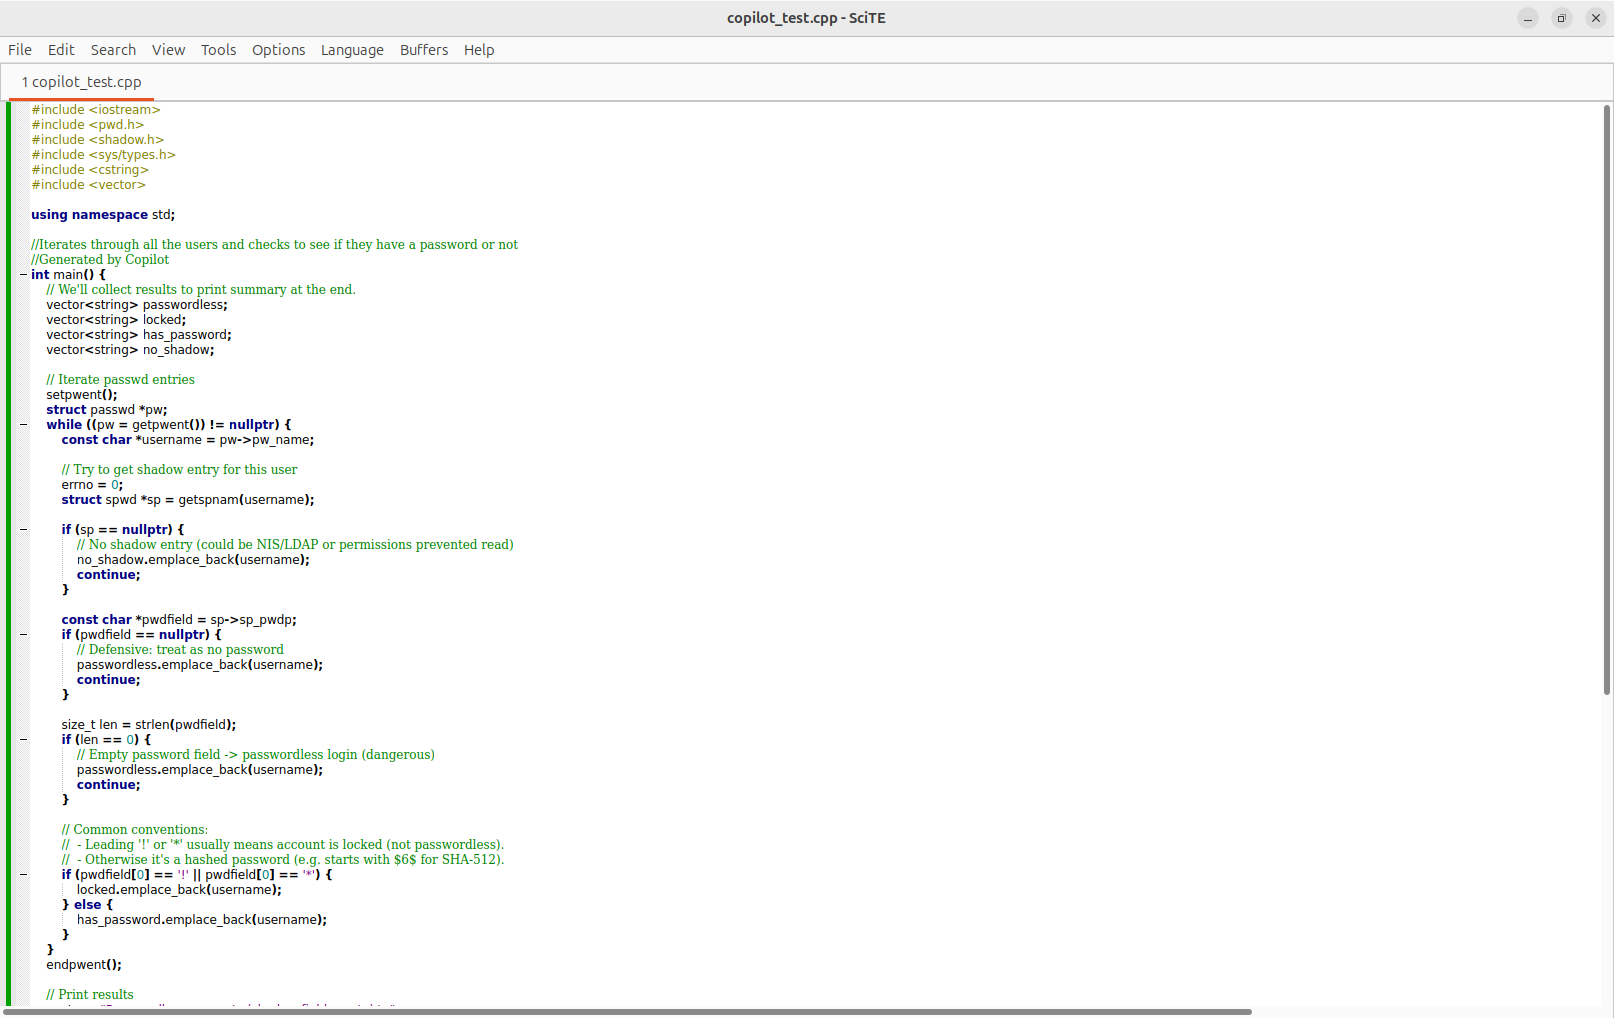 copilot_test.cpp - SciTE
File Edit Search View Tools Options Language Buffers Help
1 copilot_test.cpp
#include <iostream>
#include <pwd.h>
#include <shadow.h>
#include <sys/types.h>
#include <cstring>
#include <vector>
using namespace std;
//Iterates through all the users and checks to see if they have a password or not
//Generated by Copilot
int main() {
// We'll collect results to print summary at the end.
vector<string> passwordless;
vector<string> locked;
vector<string> has_password;
vector<string> no_shadow;
// Iterate passwd entries
setpwent();
struct passwd *pw;
while ((pw = getpwent()) != nullptr) {
const char *username = pw->pw_name;
// Try to get shadow entry for this user
errno = 0;
struct spwd *sp = getspnam(username);
if (sp == nullptr) {
// No shadow entry (could be NIS/LDAP or permissions prevented read)
no_shadow.emplace_back(username);
continue;
}
const char *pwdfield = sp->sp_pwdp;
if (pwdfield == nullptr) {
// Defensive: treat as no password
passwordless.emplace_back(username);
continue;
}
size_t len = strlen(pwdfield);
if (len == 0) {
// Empty password field -> passwordless login (dangerous)
passwordless.emplace_back(username);
continue;
}
// Common conventions:
//  - Leading '!' or '*' usually means account is locked (not passwordless).
//  - Otherwise it's a hashed password (e.g. starts with $6$ for SHA-512).
if (pwdfield[0] == '!' || pwdfield[0] == '*') {
locked.emplace_back(username);
} else {
has_password.emplace_back(username);
}
}
endpwent();
// Print results